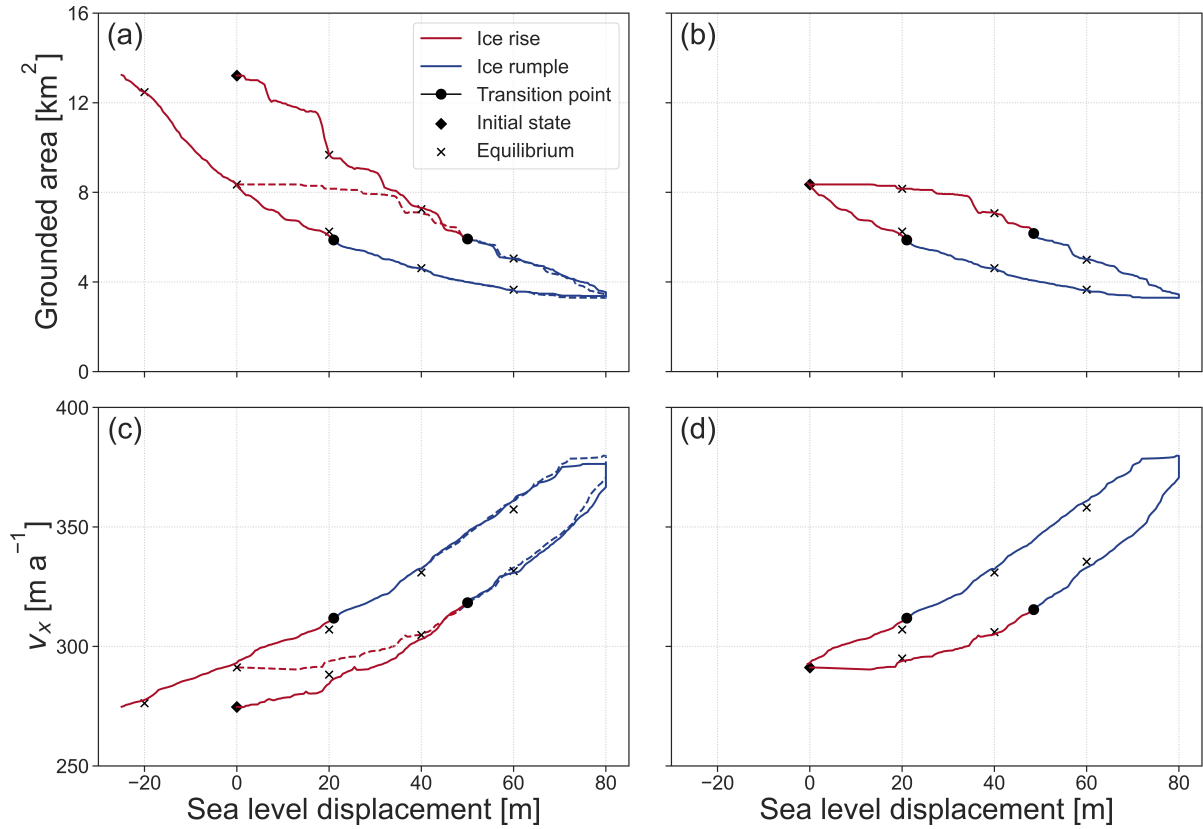 (a)
(b)
16
12
8
4
0
Grounded area [km²]
Ice rise
Ice rumple
Transition point
Initial state
Equilibrium
(c)
(d)
400
350
300
250
vₓ [m a⁻¹]
−20 0 20 40 60 80
−20 0 20 40 60 80
Sea level displacement [m]
Sea level displacement [m]